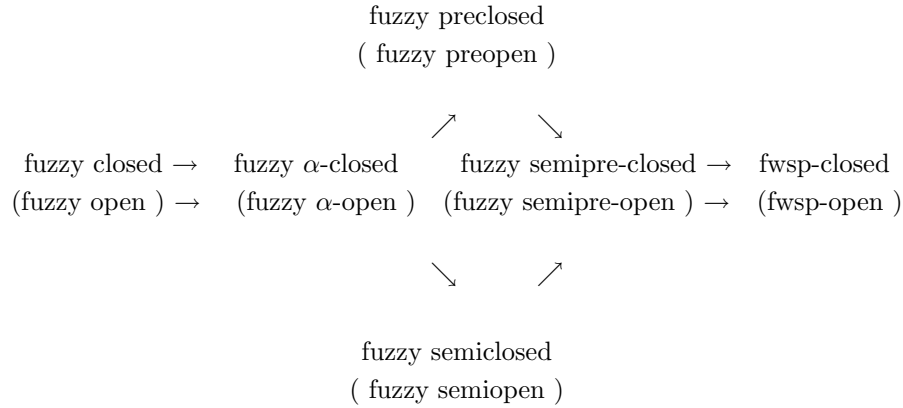 fuzzy preclosed
( fuzzy preopen )
↗ ↘
fuzzy closed → fuzzy α-closed fuzzy semipre-closed → fwsp-closed
(fuzzy open ) → (fuzzy α-open ) (fuzzy semipre-open ) → (fwsp-open )
↘ ↗
fuzzy semiclosed
( fuzzy semiopen )